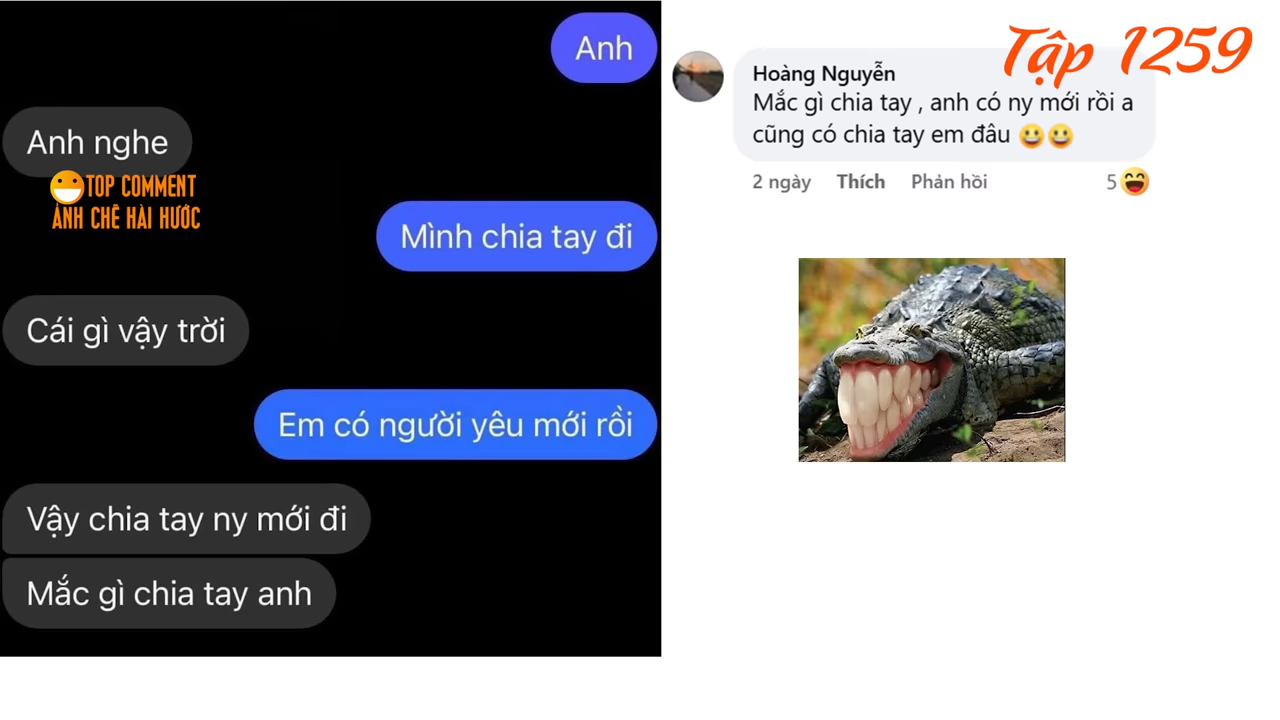 Anh
Anh nghe
TOP COMMENT
ẢNH CHẾ HÀI HƯỚC
Mình chia tay đi
Cái gì vậy trời
Em có người yêu mới rồi
Vậy chia tay ny mới đi
Mắc gì chia tay anh
Tập 1259
Hoàng Nguyễn
Mắc gì chia tay , anh có ny mới rồi a
cũng có chia tay em đâu 😀😀
2 ngày Thích Phản hồi 5